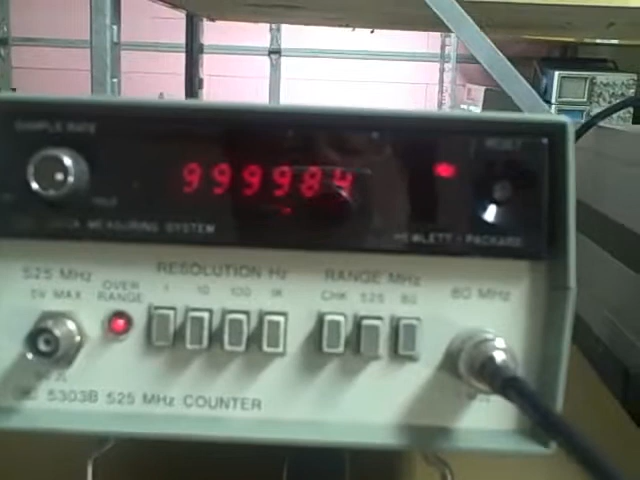 SAMPLE RATE
HOLD
RESET
999984
MEASURING SYSTEM
HEWLETT · PACKARD
525 MHz
5V MAX
OVER
RANGE
RESOLUTION Hz
1 10 100 1K
RANGE MHz
CHK 525 80
80 MHz
5303B 525 MHz COUNTER